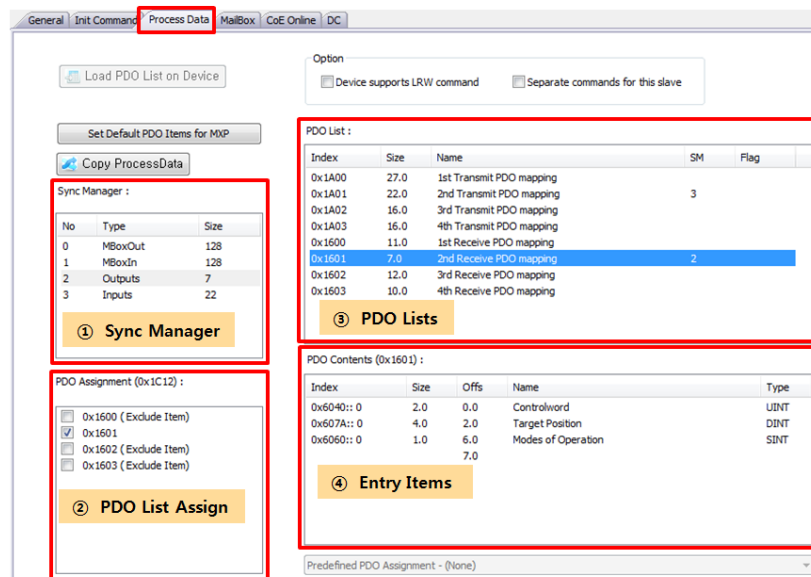 General Init Command Process Data MailBox CoE Online DC
Load PDO List on Device
Option
Device supports LRW command Separate commands for this slave
Set Default PDO Items for MXP
Copy ProcessData
Sync Manager :
No Type Size
0 MBoxOut 128
1 MBoxIn 128
2 Outputs 7
3 Inputs 22
① Sync Manager
PDO List :
Index Size Name SM Flag
0x1A00 27.0 1st Transmit PDO mapping
0x1A01 22.0 2nd Transmit PDO mapping 3
0x1A02 16.0 3rd Transmit PDO mapping
0x1A03 16.0 4th Transmit PDO mapping
0x1600 11.0 1st Receive PDO mapping
0x1601 7.0 2nd Receive PDO mapping 2
0x1602 12.0 3rd Receive PDO mapping
0x1603 10.0 4th Receive PDO mapping
③ PDO Lists
PDO Assignment (0x1C12) :
0x1600 ( Exclude Item)
0x1601
0x1602 ( Exclude Item)
0x1603 ( Exclude Item)
② PDO List Assign
PDO Contents (0x1601) :
Index Size Offs Name Type
0x6040:: 0 2.0 0.0 Controlword UINT
0x607A:: 0 4.0 2.0 Target Position DINT
0x6060:: 0 1.0 6.0 Modes of Operation SINT
7.0
④ Entry Items
Predefined PDO Assignment - (None)